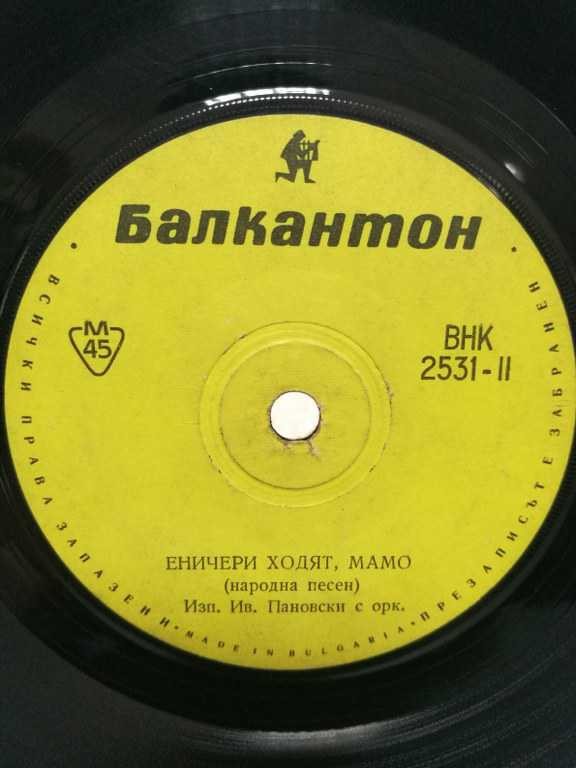 Балкантон
М
45
ВНК
2531-II
ЕНИЧЕРИ ХОДЯТ, МАМО
(народна песен)
Изп. Ив. Пановски с орк.
• ВСИЧКИ ПРАВА ЗАПАЗЕНИ • MADE IN BULGARIA • ПРЕЗАПИСЪТ Е ЗАБРАНЕН •